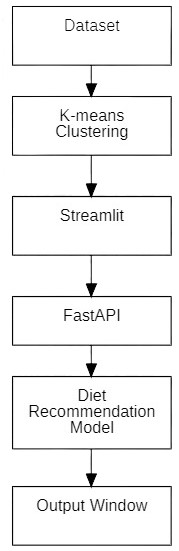 Dataset
K-means
Clustering
Streamlit
FastAPI
Diet
Recommendation
Model
Output Window